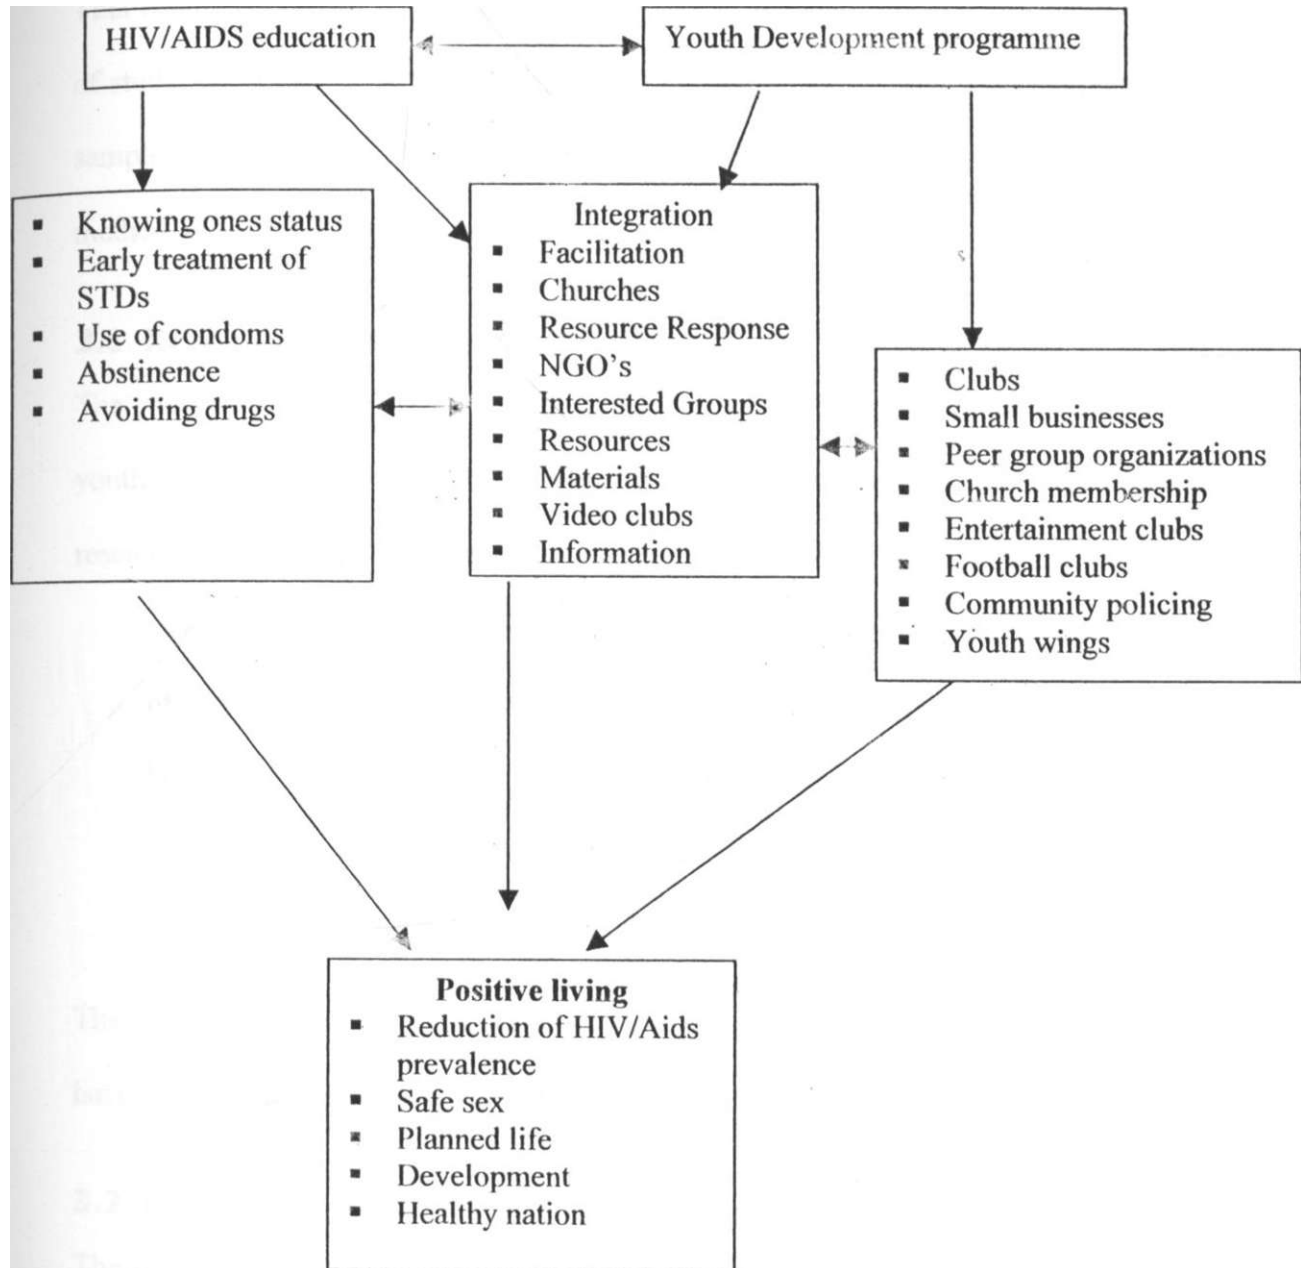 HIV/AIDS education
Youth Development programme
▪ Knowing ones status
▪ Early treatment of
STDs
▪ Use of condoms
▪ Abstinence
▪ Avoiding drugs
Integration
▪ Facilitation
▪ Churches
▪ Resource Response
▪ NGO's
▪ Interested Groups
▪ Resources
▪ Materials
▪ Video clubs
▪ Information
▪ Clubs
▪ Small businesses
▪ Peer group organizations
▪ Church membership
▪ Entertainment clubs
▪ Football clubs
▪ Community policing
▪ Youth wings
Positive living
▪ Reduction of HIV/Aids
prevalence
▪ Safe sex
▪ Planned life
▪ Development
▪ Healthy nation